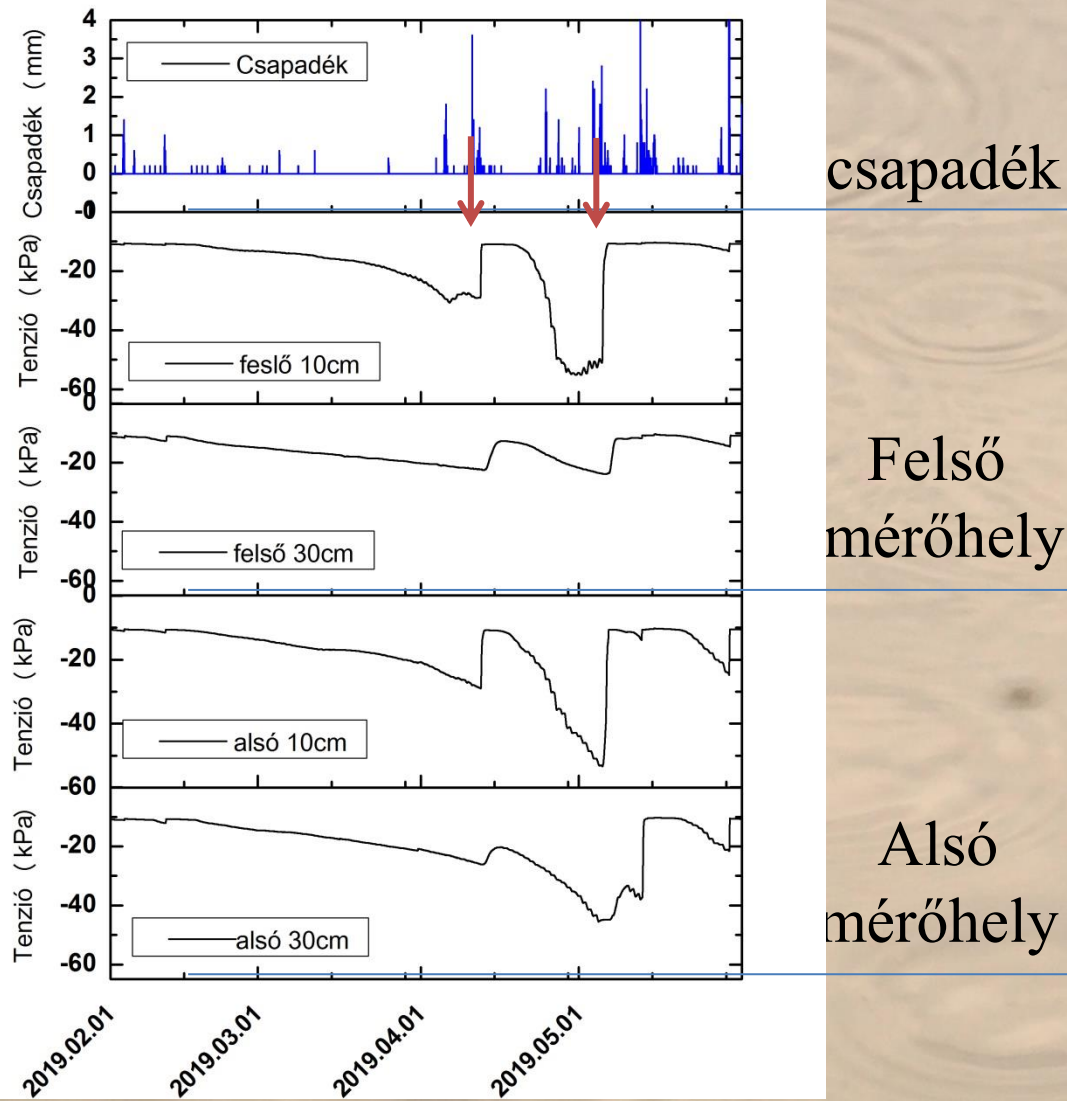 4
3
2
1
0
-0
Csapadék ( mm)
Csapadék
csapadék
-20
-40
-60
Tenzió ( kPa)
feslő 10cm
0
-20
-40
-60
Tenzió ( kPa)
felső 30cm
Felső
mérőhely
0
-20
-40
-60
Tenzió ( kPa)
alsó 10cm
-20
-40
-60
Tenzió ( kPa)
alsó 30cm
Alsó
mérőhely
2019.02.01
2019.03.01
2019.04.01
2019.05.01